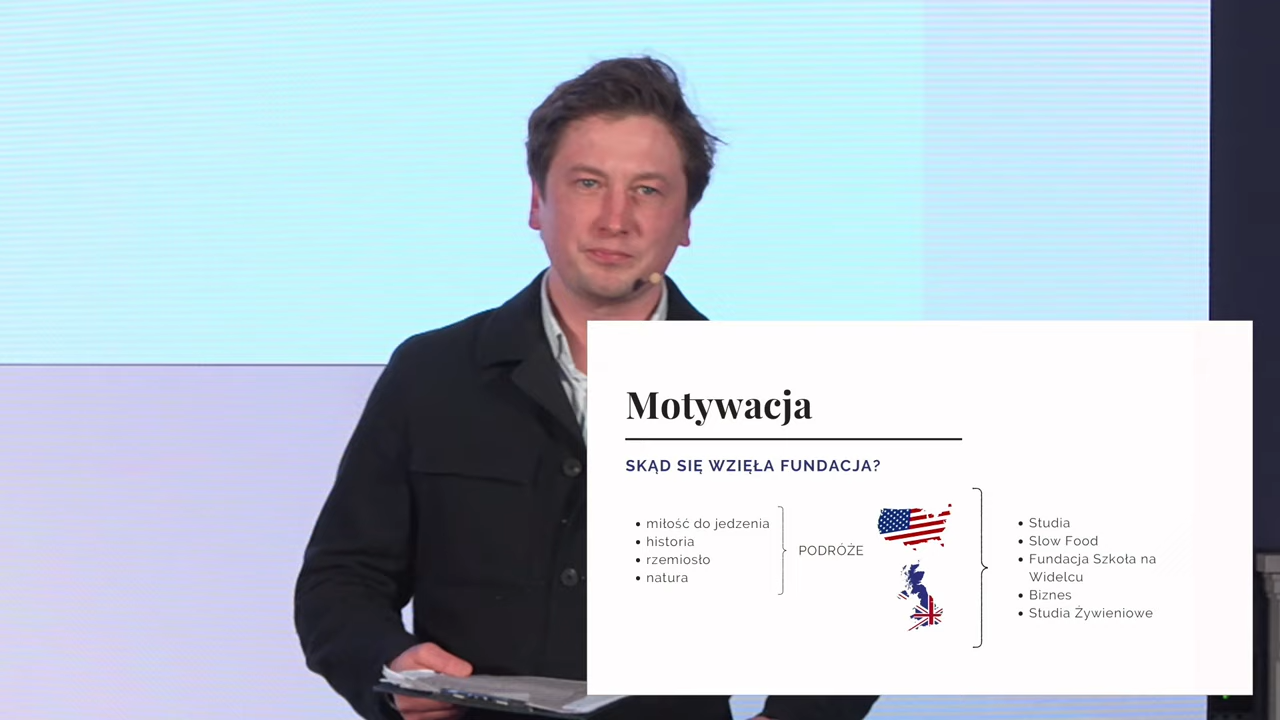 Motywacja
SKĄD SIĘ WZIĘŁA FUNDACJA?
miłość do jedzenia
historia
rzemiosło
natura
PODRÓŻE
Studia
Slow Food
Fundacja Szkoła na
Widelcu
Biznes
Studia Żywieniowe